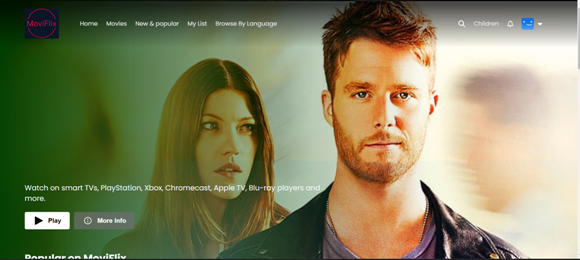 MoviFlix
Home Movies New & popular My List Browse By Language
Children
Watch on smart TVs, PlayStation, Xbox, Chromecast, Apple TV, Blu-ray players and
more.
Play
More Info
Popular on MoviFlix